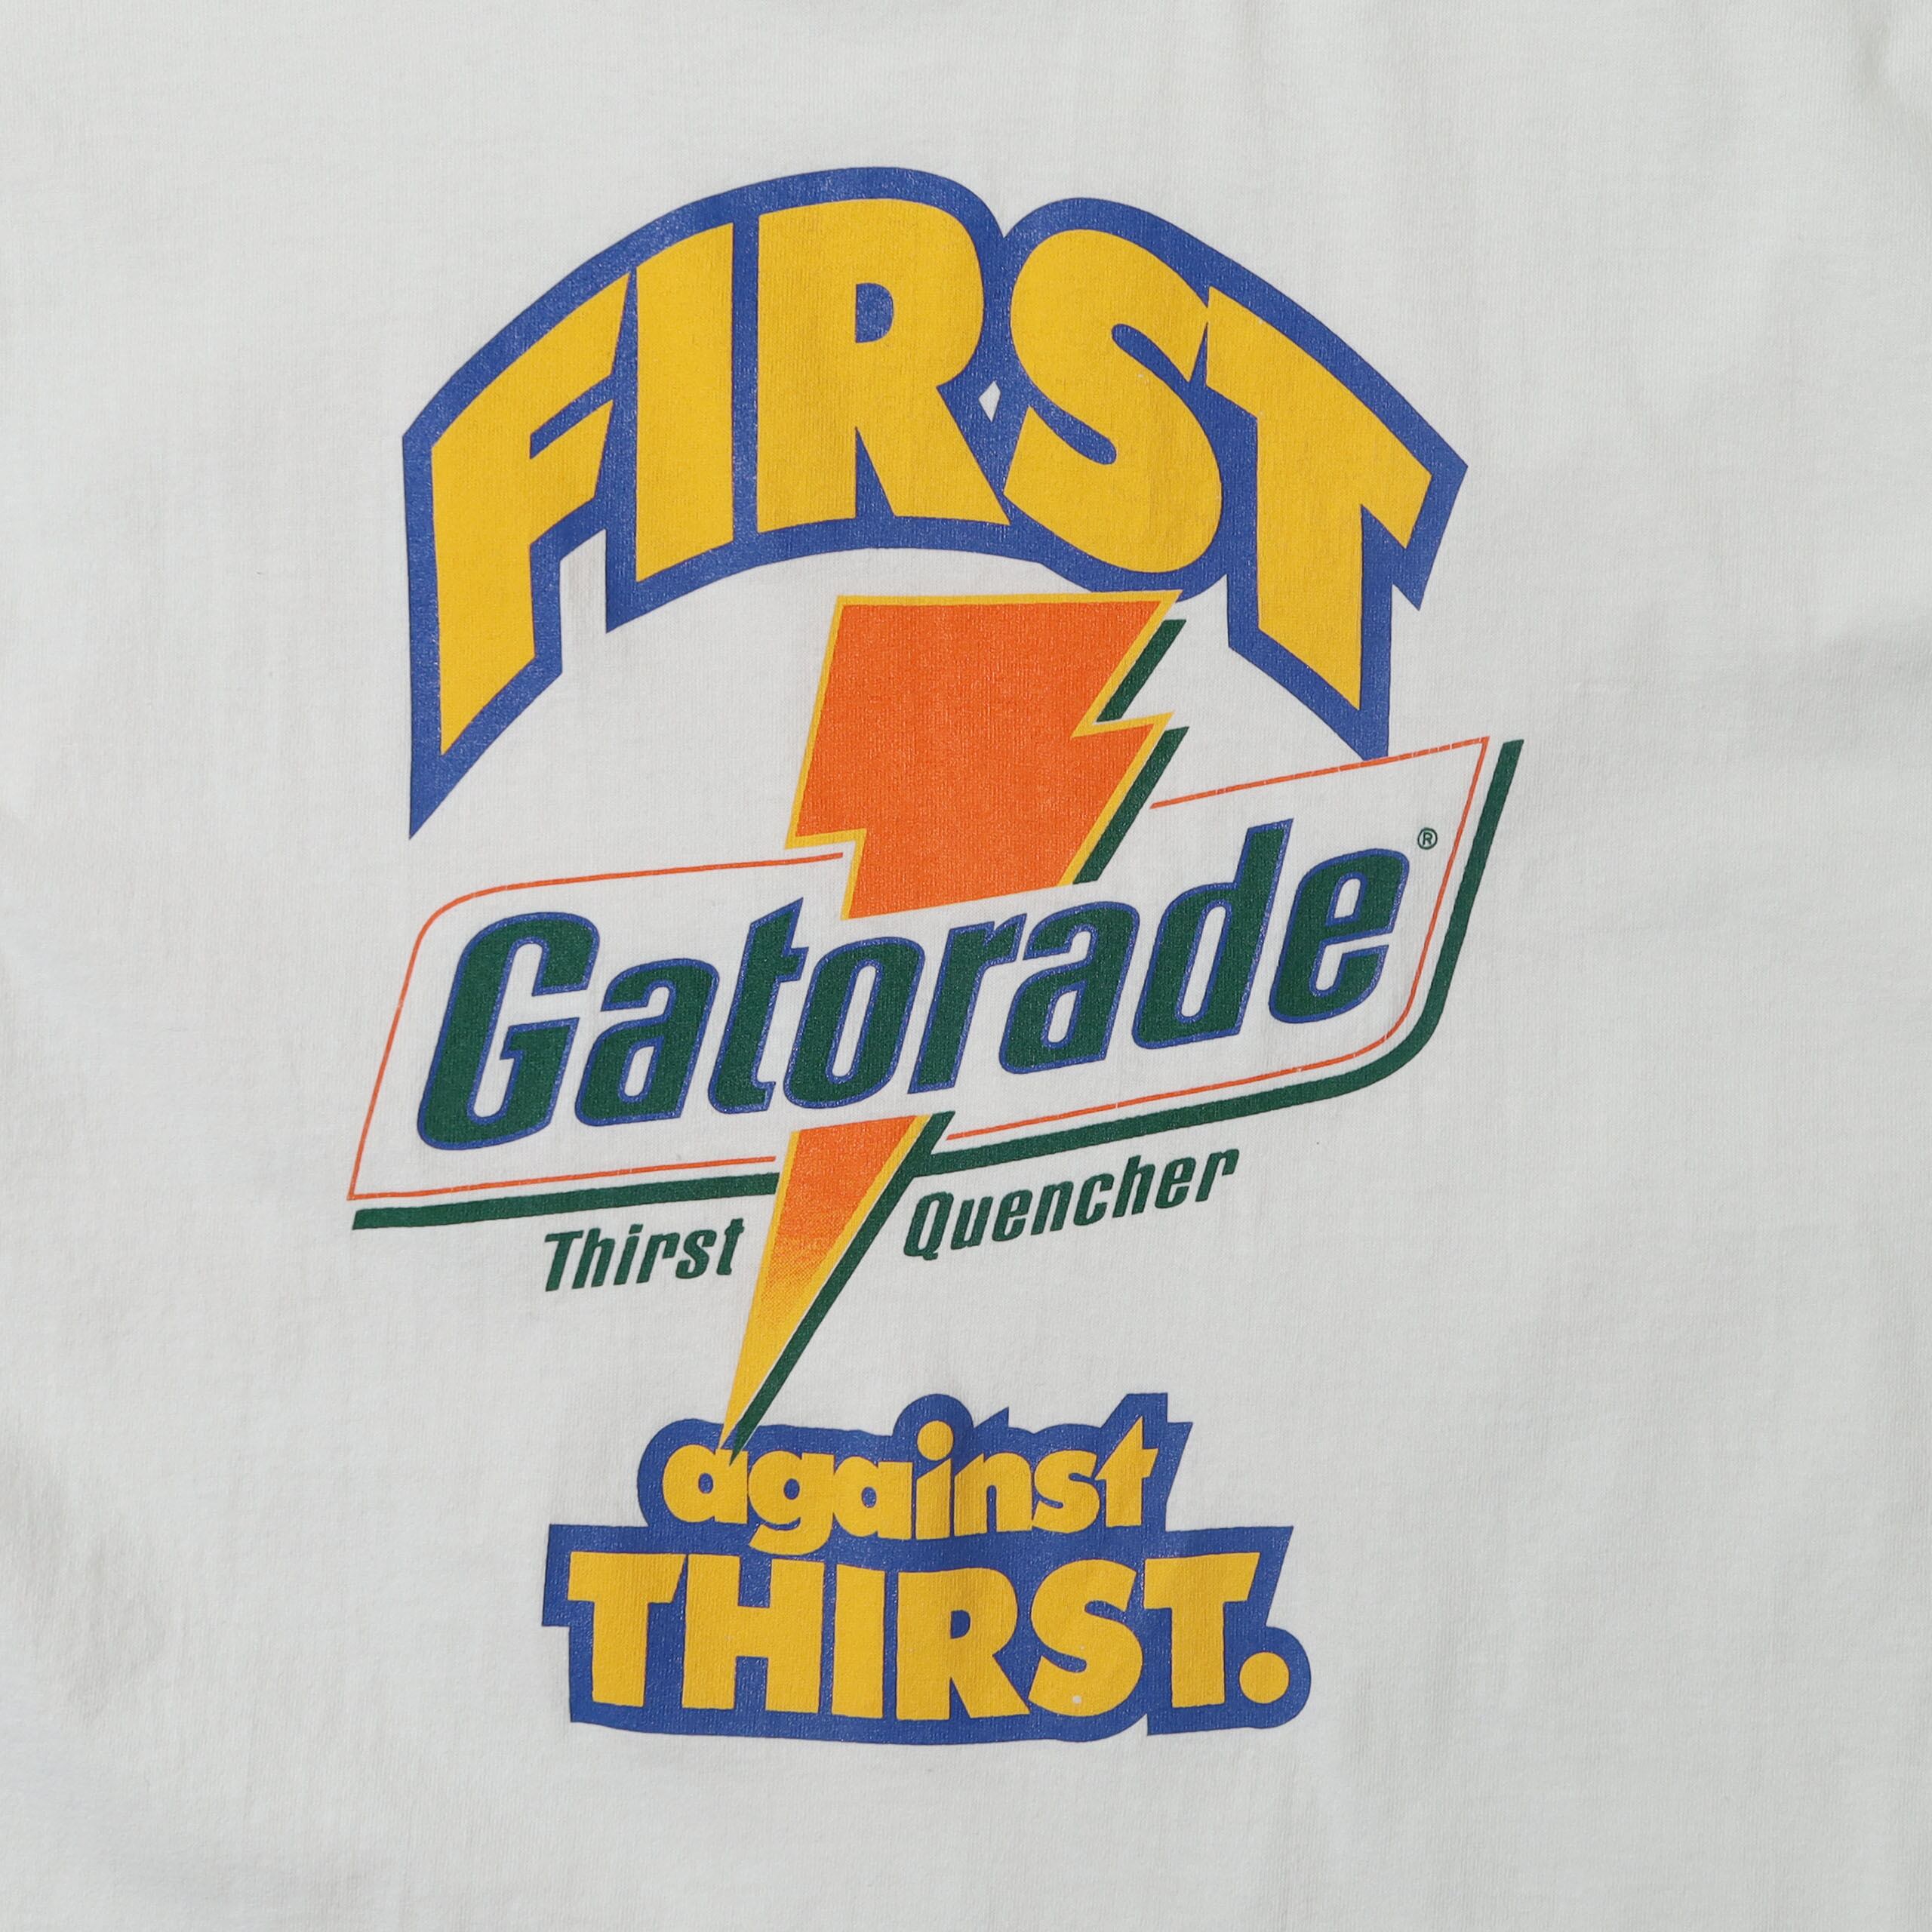 FIRST
Gatorade®
Thirst Quencher
against
THIRST.